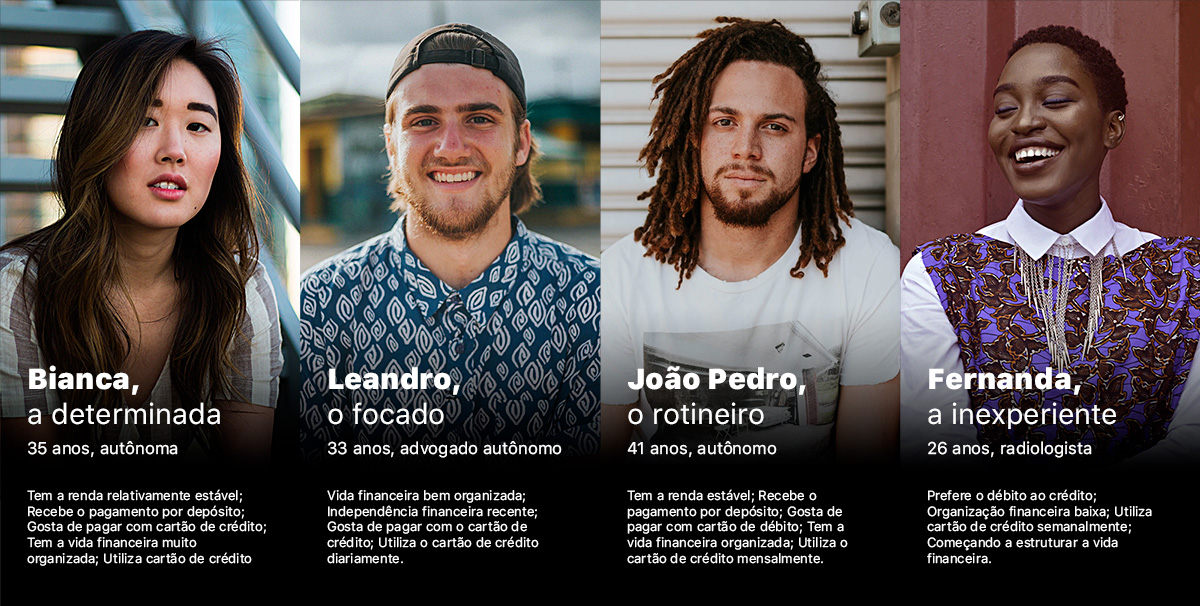 Bianca,
a determinada
35 anos, autônoma
Tem a renda relativamente estável;
Recebe o pagamento por depósito;
Gosta de pagar com cartão de crédito;
Tem a vida financeira muito
organizada; Utiliza cartão de crédito
Leandro,
o focado
33 anos, advogado autônomo
Vida financeira bem organizada;
Independência financeira recente;
Gosta de pagar com o cartão de
crédito; Utiliza o cartão de crédito
diariamente.
João Pedro,
o rotineiro
41 anos, autônomo
Tem a renda estável; Recebe o
pagamento por depósito; Gosta de
pagar com cartão de débito; Tem a
vida financeira organizada; Utiliza o
cartão de crédito mensalmente.
Fernanda,
a inexperiente
26 anos, radiologista
Prefere o débito ao crédito;
Organização financeira baixa; Utiliza
cartão de crédito semanalmente;
Começando a estruturar a vida
financeira.